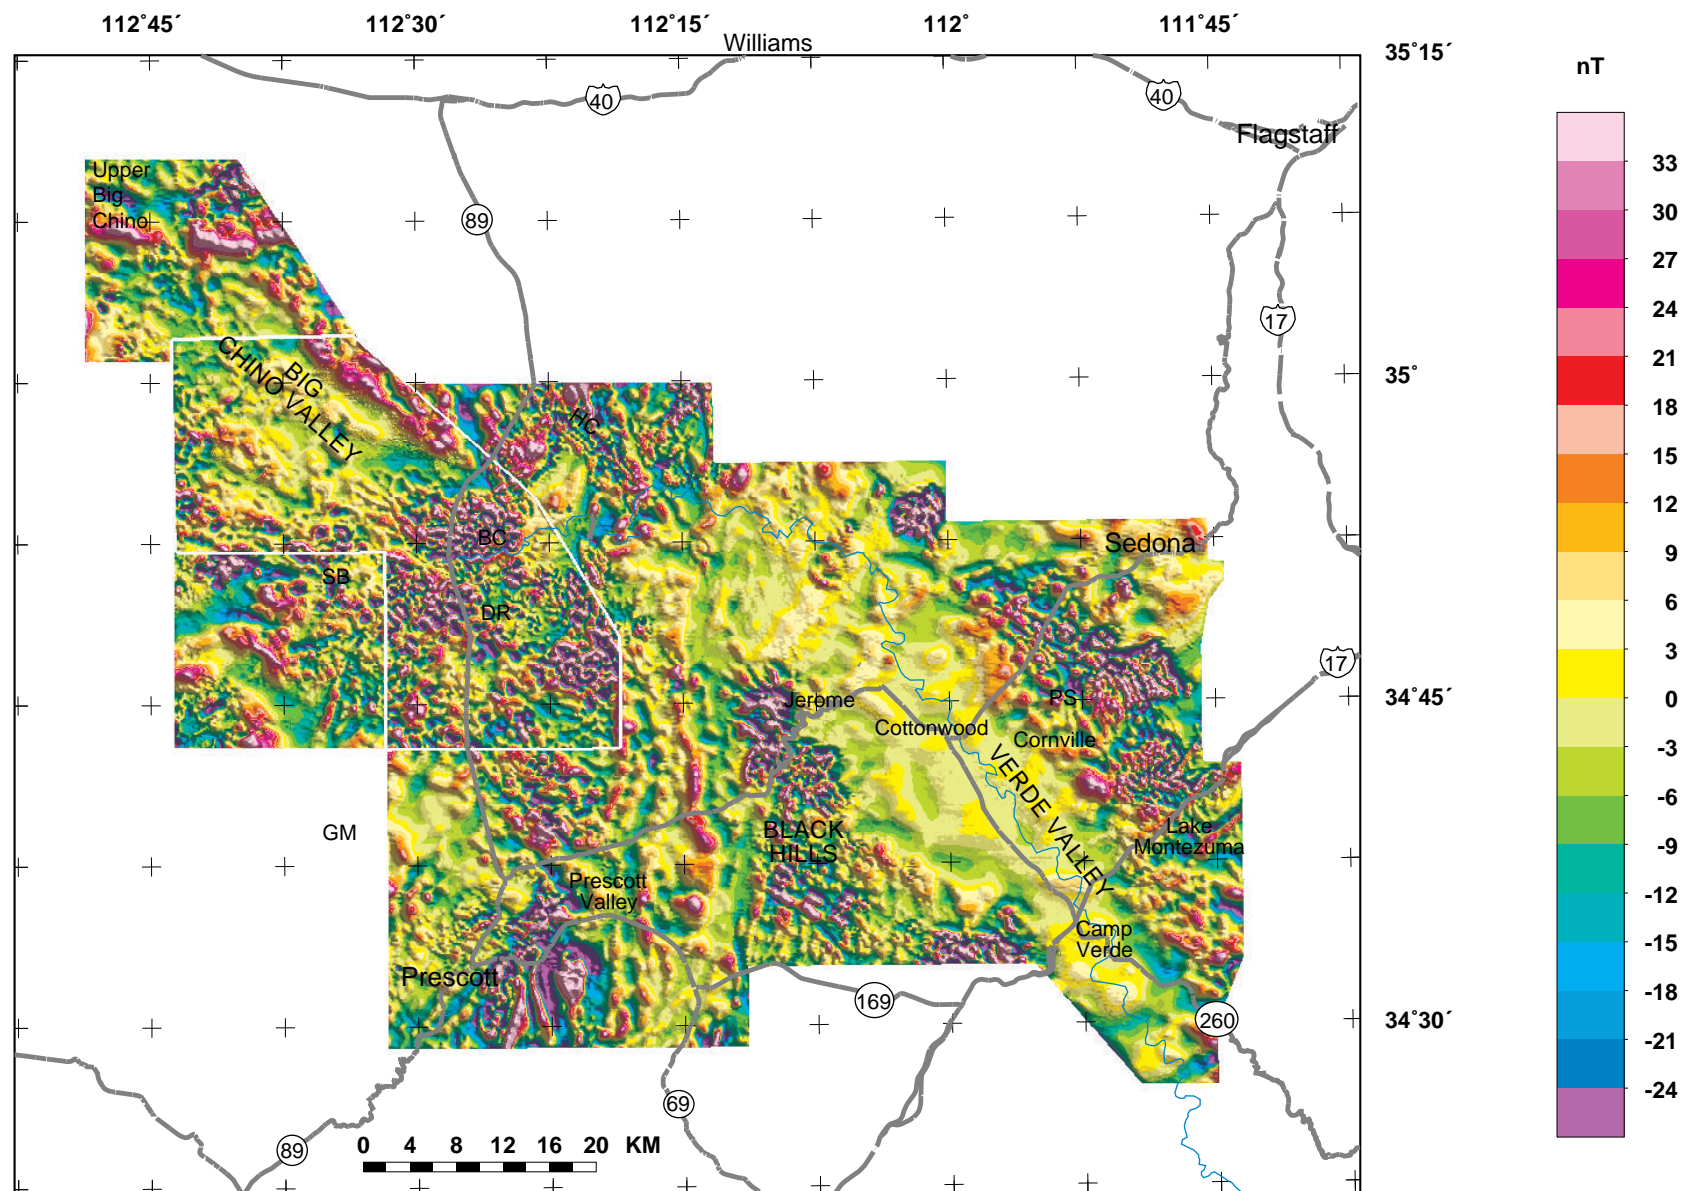 112˚45´ 112˚30´ 112˚15´ 112˚ 111˚45´
Williams
35˚15´
nT
40
40
Flagstaff
33
Upper
Big
Chino
30
89
27
24
17
21
35˚
BIG
CHINO VALLEY
18
HC
15
12
BC
Sedona
9
SB
6
DR
3
17
PS
34˚45´
0
Jerome
Cottonwood
Cornville
-3
VERDE VALLEY
-6
GM
BLACK
HILLS
Lake
Montezuma
-9
Prescott
Valley
-12
Camp
Verde
-15
Prescott
-18
169
260
34˚30´
-21
-24
69
89
0 4 8 12 16 20 KM